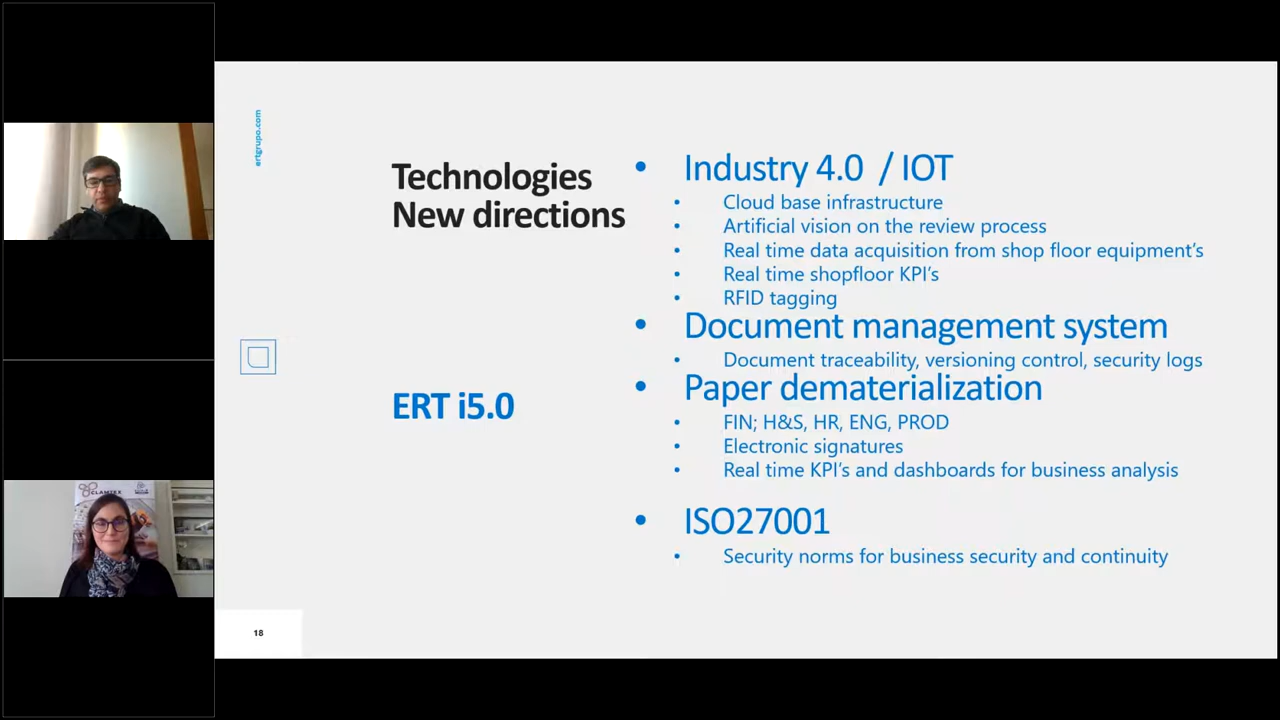 ertgrupo.com
Technologies
New directions
ERT i5.0
• Industry 4.0 / IOT
• Cloud base infrastructure
• Artificial vision on the review process
• Real time data acquisition from shop floor equipment's
• Real time shopfloor KPI's
• RFID tagging
• Document management system
• Document traceability, versioning control, security logs
• Paper dematerialization
• FIN; H&S, HR, ENG, PROD
• Electronic signatures
• Real time KPI's and dashboards for business analysis
• ISO27001
• Security norms for business security and continuity
18
CLAMTEX